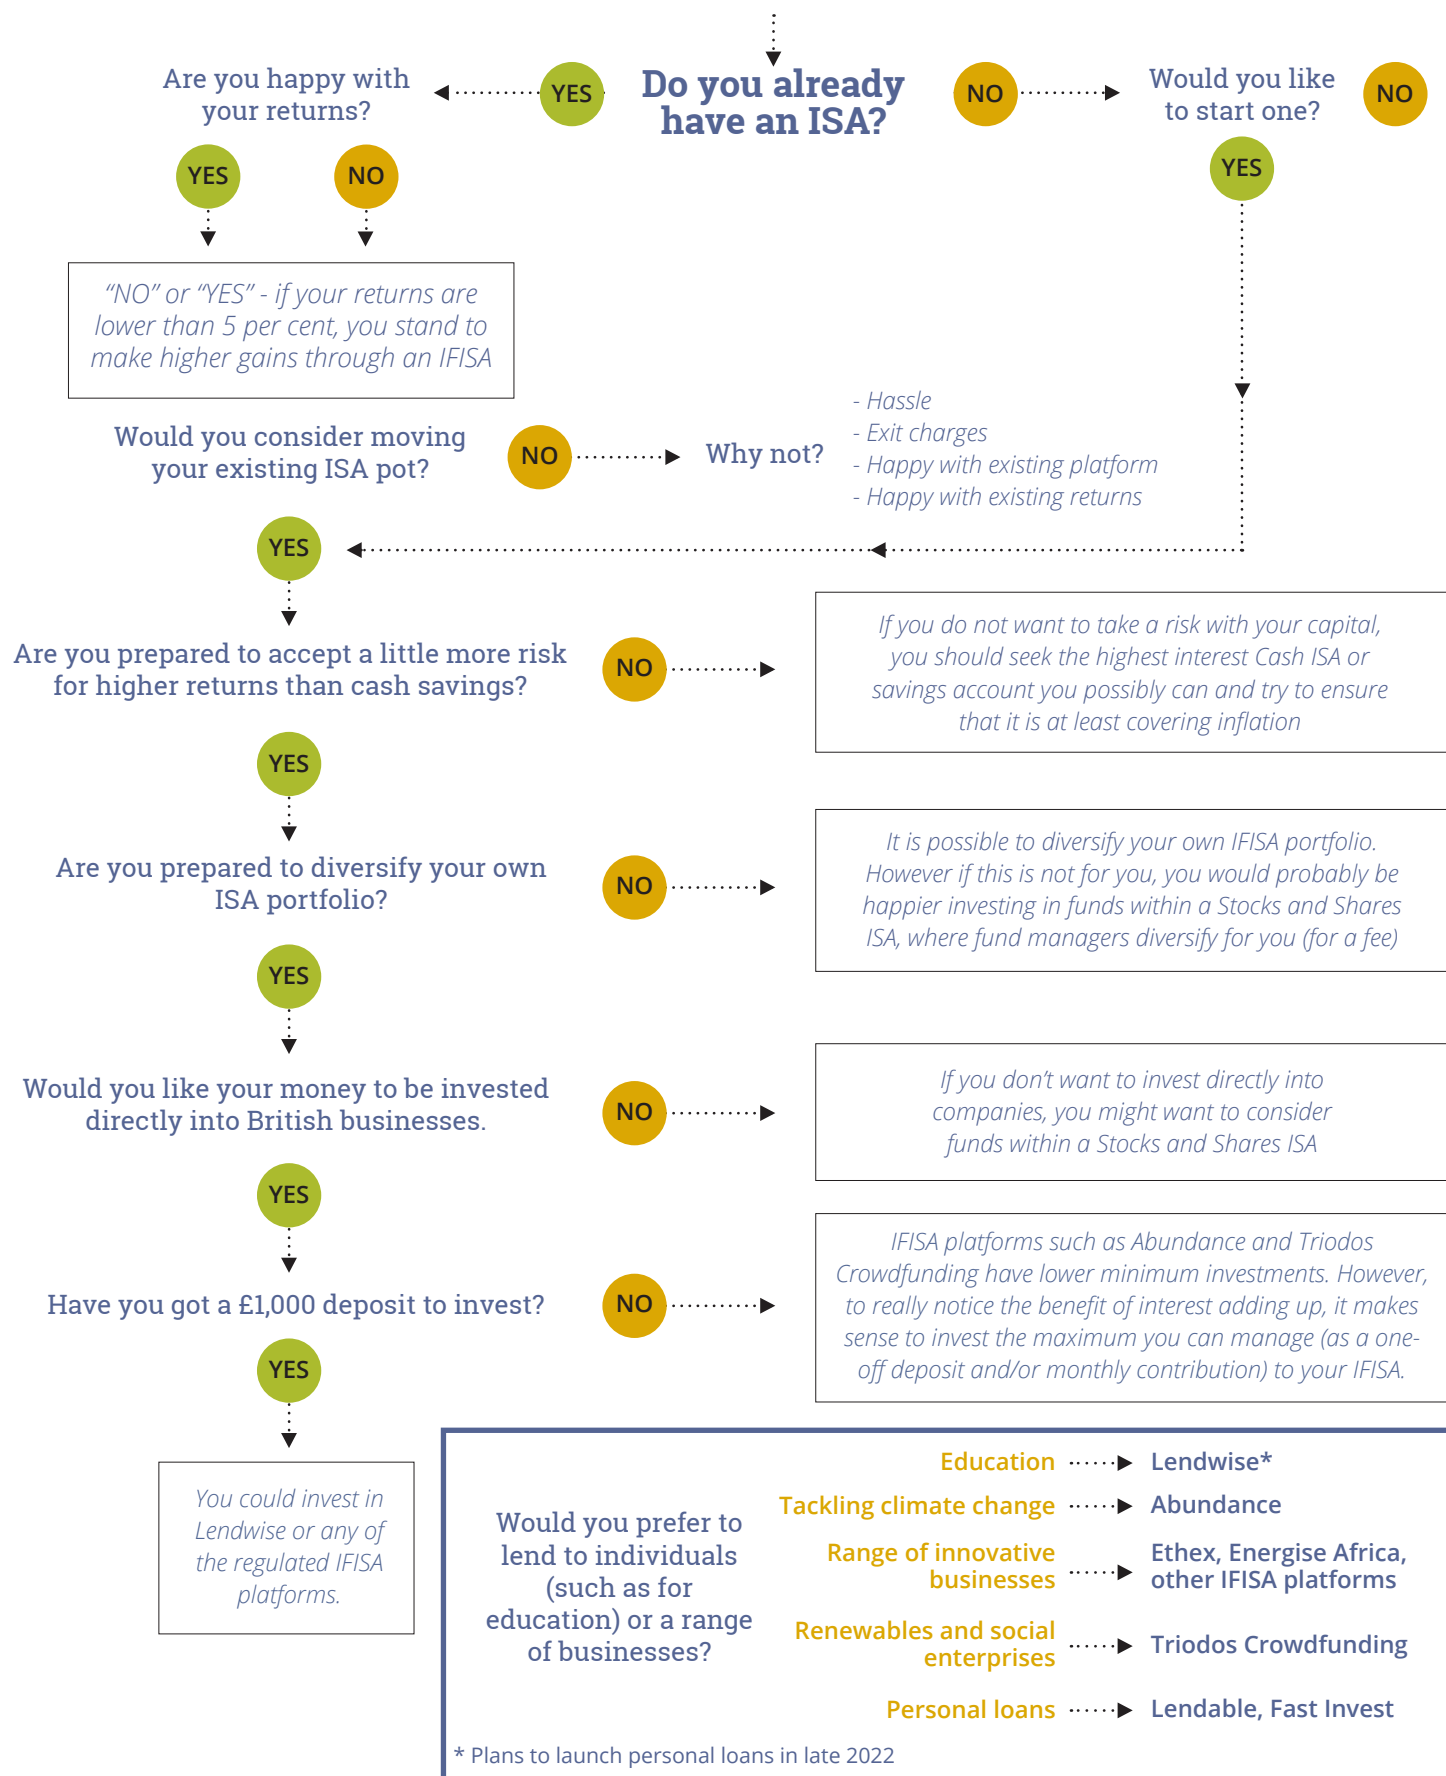 Do you already
have an ISA?
YES
Are you happy with
your returns?
NO
Would you like
to start one?
NO
YES
YES
NO
“NO” or “YES” - if your returns are
lower than 5 per cent, you stand to
make higher gains through an IFISA
Would you consider moving
your existing ISA pot?
NO
Why not?
- Hassle
- Exit charges
- Happy with existing platform
- Happy with existing returns
YES
Are you prepared to accept a little more risk
for higher returns than cash savings?
NO
If you do not want to take a risk with your capital,
you should seek the highest interest Cash ISA or
savings account you possibly can and try to ensure
that it is at least covering inflation
YES
Are you prepared to diversify your own
ISA portfolio?
NO
It is possible to diversify your own IFISA portfolio.
However if this is not for you, you would probably be
happier investing in funds within a Stocks and Shares
ISA, where fund managers diversify for you (for a fee)
YES
Would you like your money to be invested
directly into British businesses.
NO
If you don’t want to invest directly into
companies, you might want to consider
funds within a Stocks and Shares ISA
YES
Have you got a £1,000 deposit to invest?
NO
IFISA platforms such as Abundance and Triodos
Crowdfunding have lower minimum investments. However,
to really notice the benefit of interest adding up, it makes
sense to invest the maximum you can manage (as a one-
off deposit and/or monthly contribution) to your IFISA.
YES
You could invest in
Lendwise or any of
the regulated IFISA
platforms.
Would you prefer to
lend to individuals
(such as for
education) or a range
of businesses?
Education
Lendwise*
Tackling climate change
Abundance
Range of innovative
businesses
Ethex, Energise Africa,
other IFISA platforms
Renewables and social
enterprises
Triodos Crowdfunding
Personal loans
Lendable, Fast Invest
* Plans to launch personal loans in late 2022